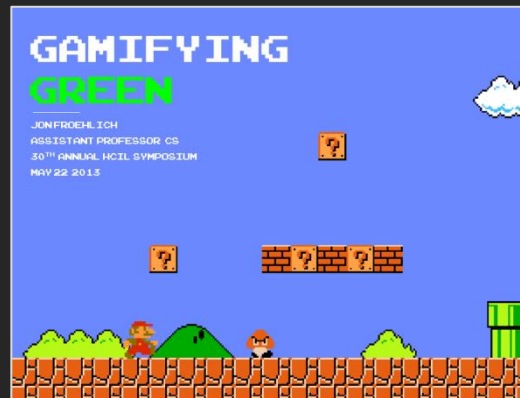 GAMIFYING
GREEN
JON FROEHLICH
ASSISTANT PROFESSOR CS
30TH ANNUAL HCIL SYMPOSIUM
MAY 22 2013
?
?
?
?